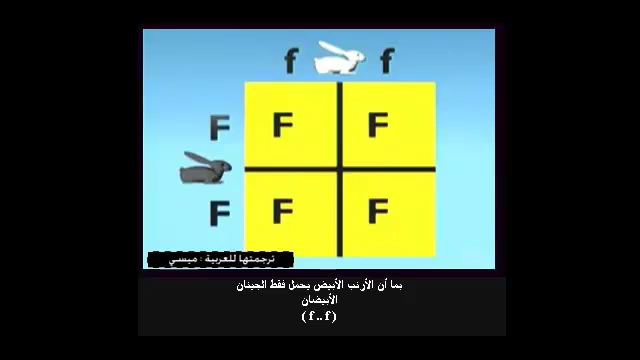 f f
F F F
F F F
ترجمتها للعربية : ميسي
بما أن الأرنب الأبيض يحمل فقط الجينان
الأبيضان
(f .. f)